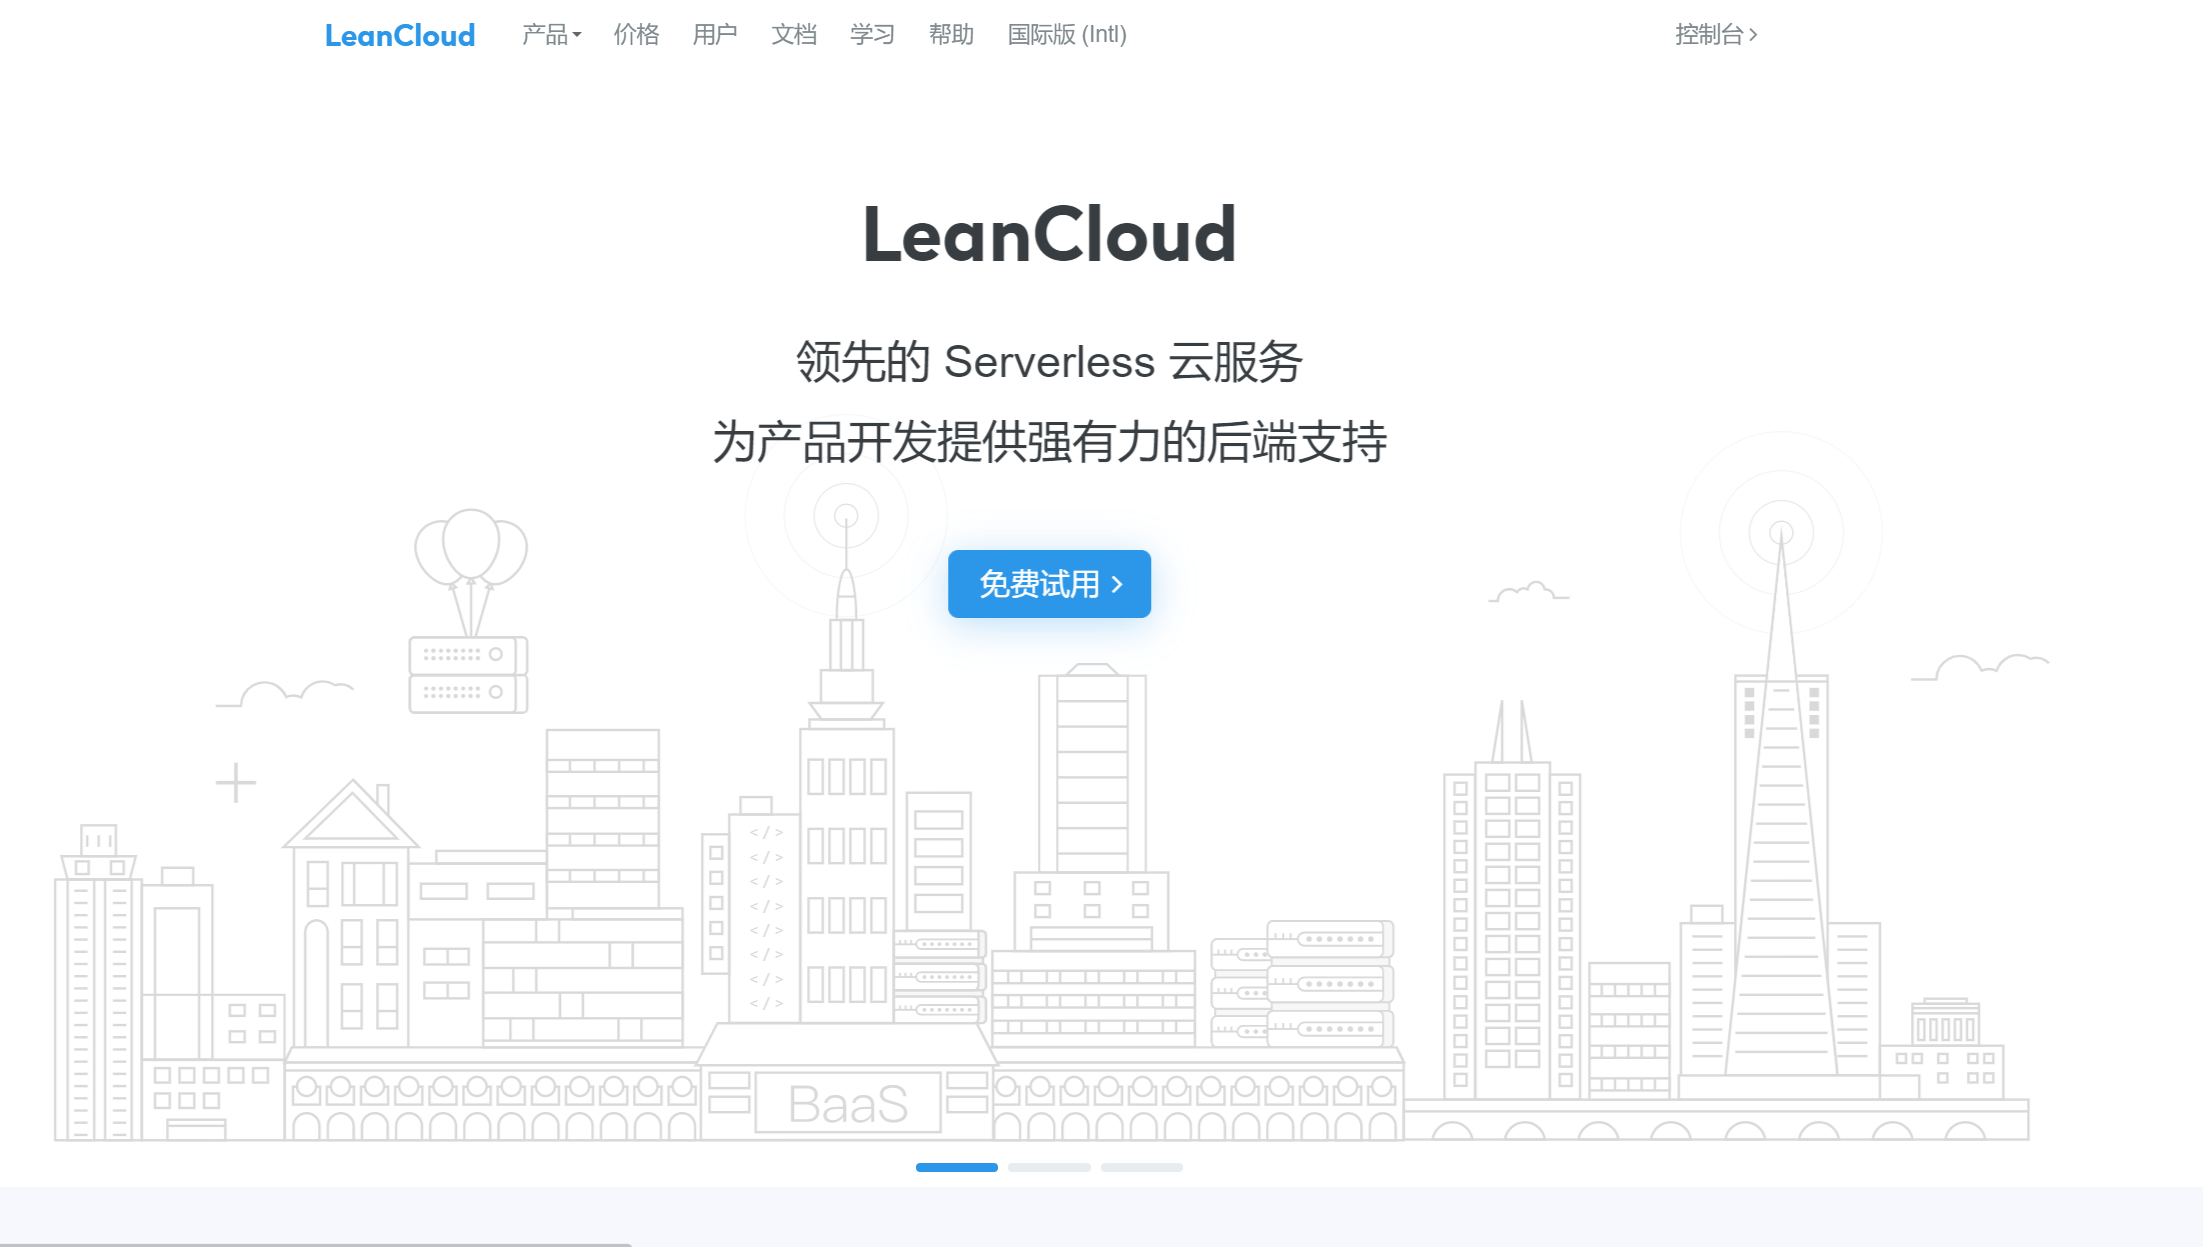 LeanCloud 产品 价格 用户 文档 学习 帮助 国际版 (Intl) 控制台
LeanCloud
领先的 Serverless 云服务
为产品开发提供强有力的后端支持
免费试用
</>
</>
</>
</>
</>
</>
</>
</>
BaaS